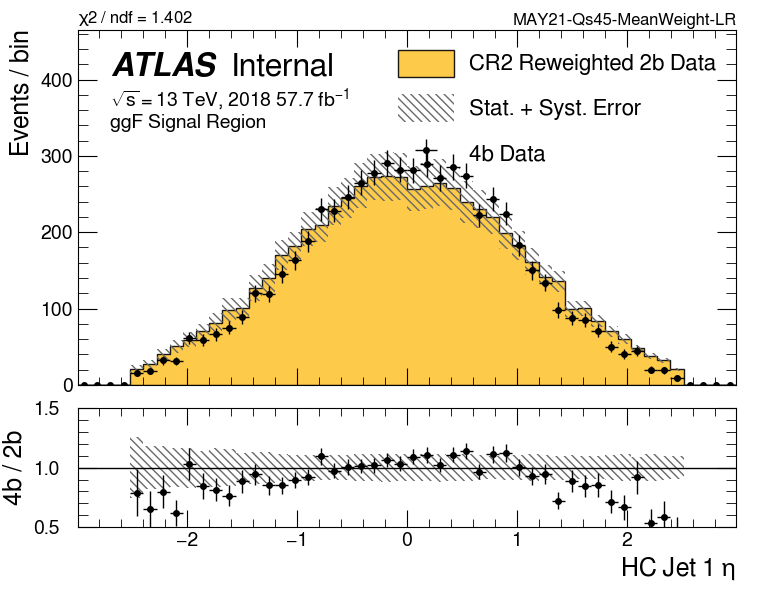 χ2 / ndf = 1.402
MAY21-Qs45-MeanWeight-LR
ATLAS Internal
√s = 13 TeV, 2018 57.7 fb⁻¹
ggF Signal Region
CR2 Reweighted 2b Data
Stat. + Syst. Error
4b Data
Events / bin
400
300
200
100
0
4b / 2b
1.5
1.0
0.5
−2
−1
0
1
2
HC Jet 1 η